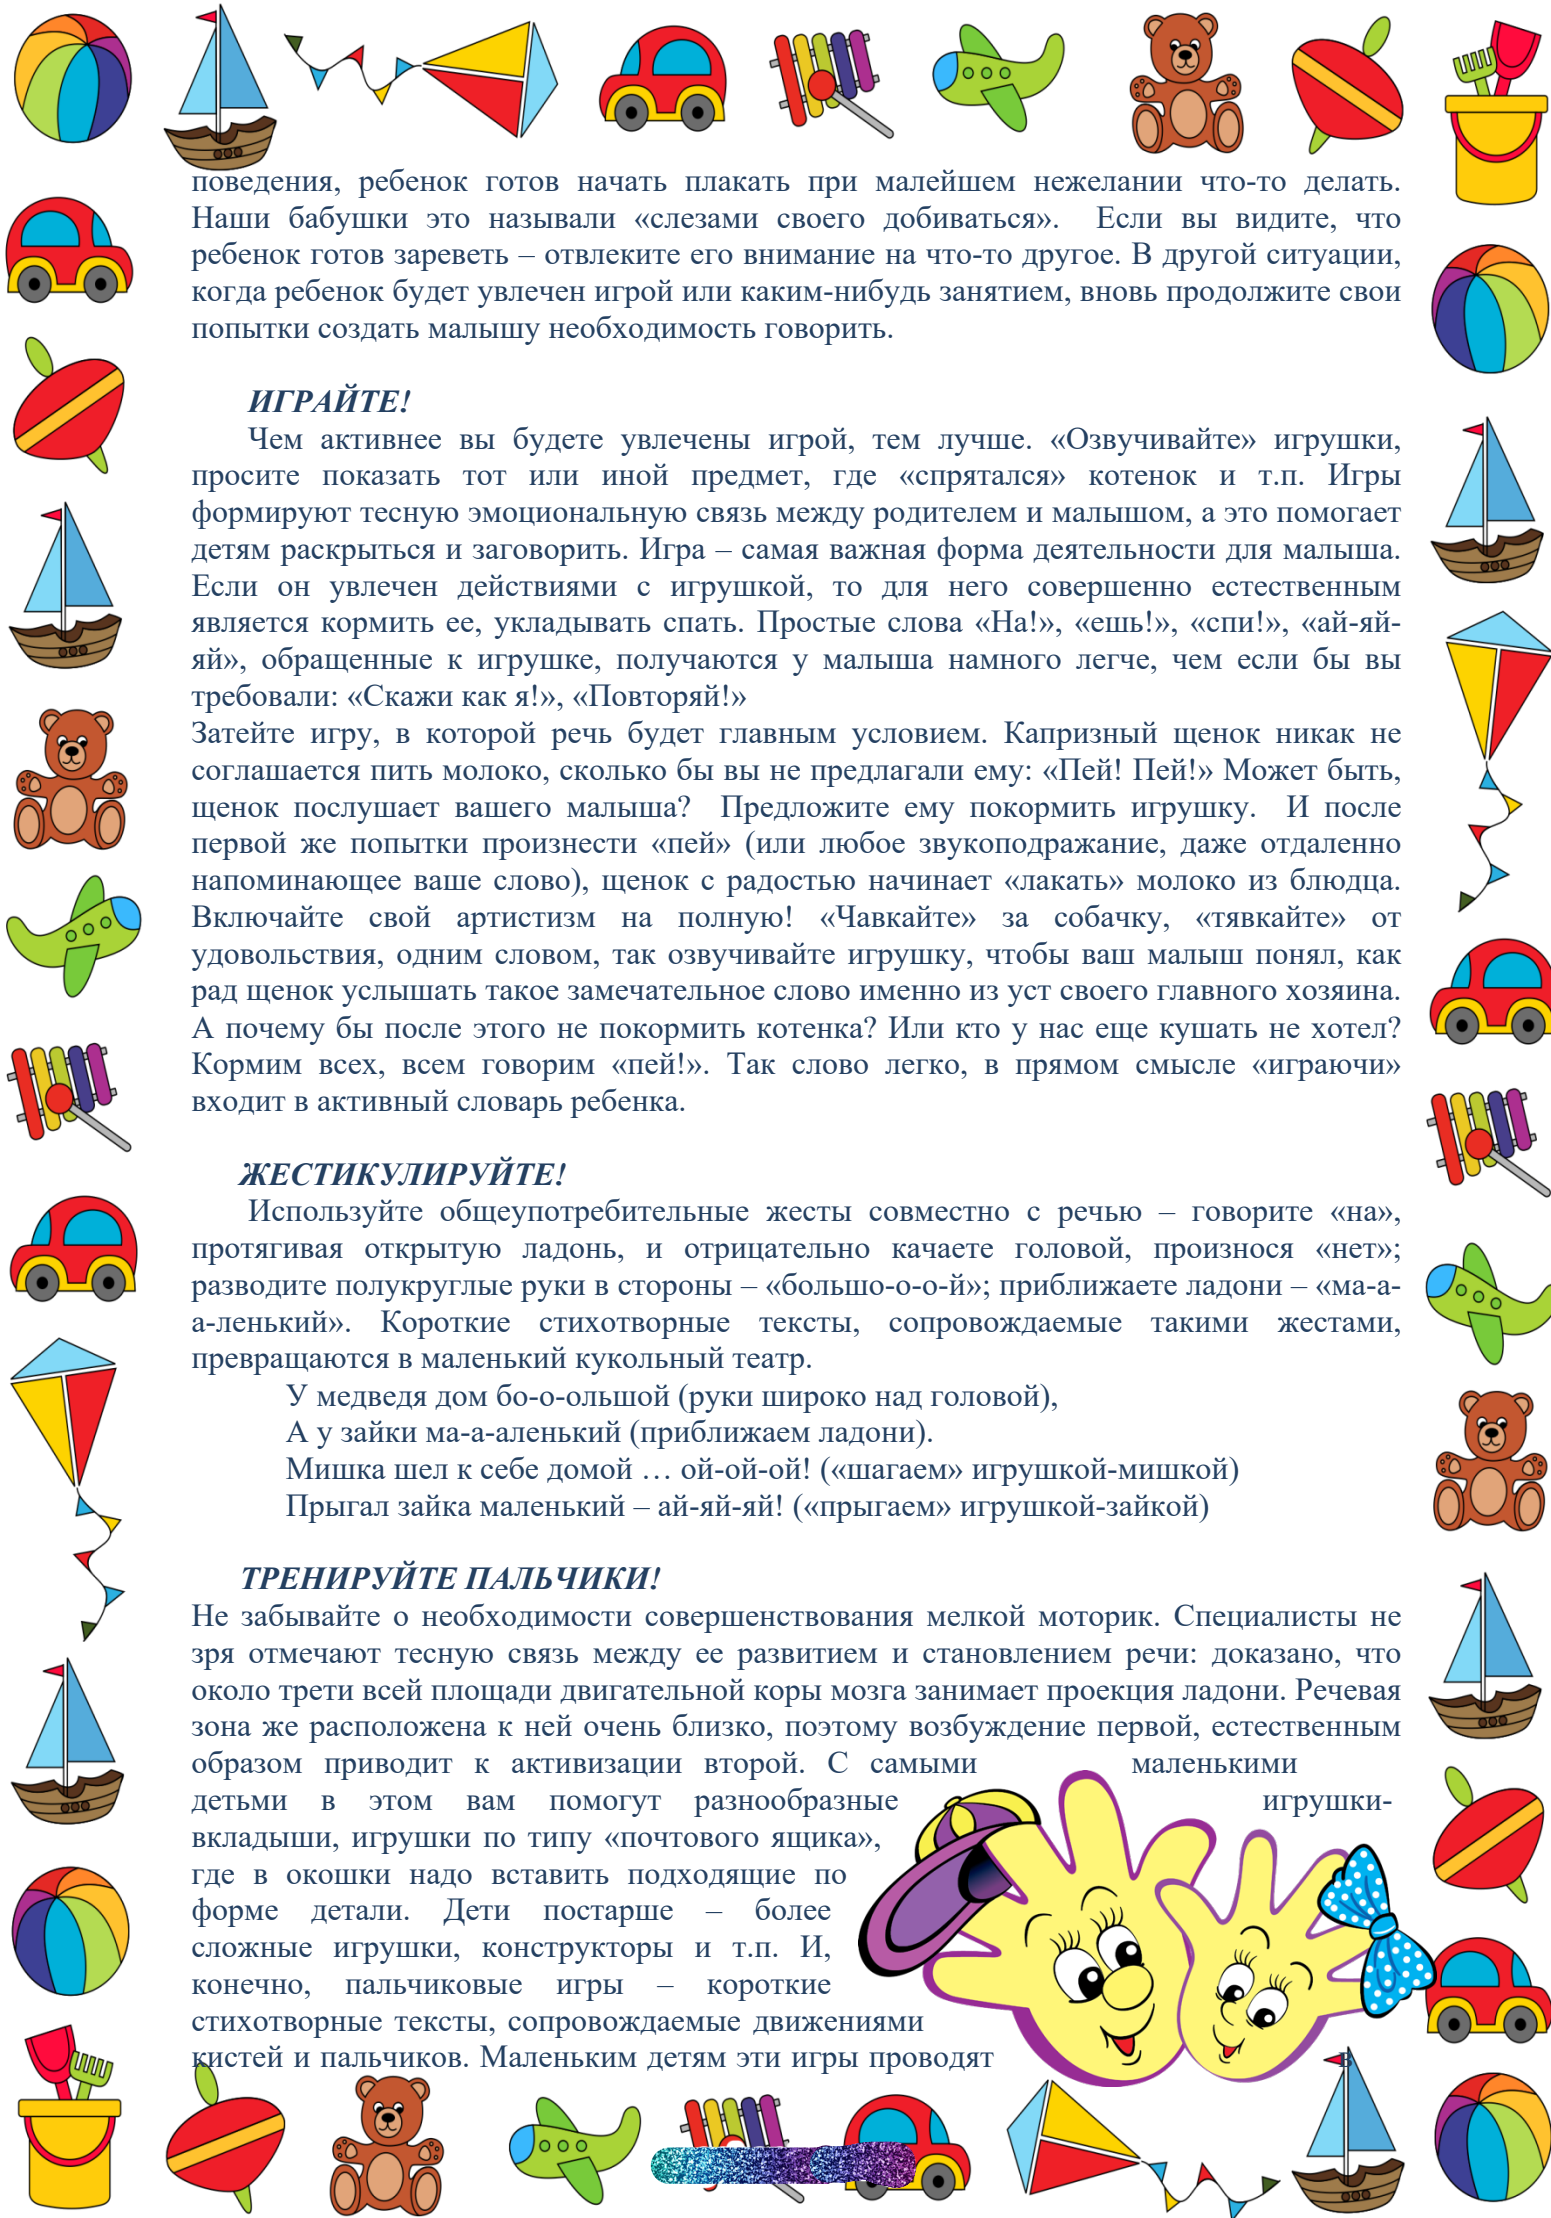 поведения, ребенок готов начать плакать при малейшем нежелании что-то делать.
Наши бабушки это называли «слезами своего добиваться». Если вы видите, что
ребенок готов зареветь – отвлеките его внимание на что-то другое. В другой ситуации,
когда ребенок будет увлечен игрой или каким-нибудь занятием, вновь продолжите свои
попытки создать малышу необходимость говорить.
ИГРАЙТЕ!
Чем активнее вы будете увлечены игрой, тем лучше. «Озвучивайте» игрушки,
просите показать тот или иной предмет, где «спрятался» котенок и т.п. Игры
формируют тесную эмоциональную связь между родителем и малышом, а это помогает
детям раскрыться и заговорить. Игра – самая важная форма деятельности для малыша.
Если он увлечен действиями с игрушкой, то для него совершенно естественным
является кормить ее, укладывать спать. Простые слова «На!», «ешь!», «спи!», «ай-яй-
яй», обращенные к игрушке, получаются у малыша намного легче, чем если бы вы
требовали: «Скажи как я!», «Повторяй!»
Затейте игру, в которой речь будет главным условием. Капризный щенок никак не
соглашается пить молоко, сколько бы вы не предлагали ему: «Пей! Пей!» Может быть,
щенок послушает вашего малыша? Предложите ему покормить игрушку. И после
первой же попытки произнести «пей» (или любое звукоподражание, даже отдаленно
напоминающее ваше слово), щенок с радостью начинает «лакать» молоко из блюдца.
Включайте свой артистизм на полную! «Чавкайте» за собачку, «тявкайте» от
удовольствия, одним словом, так озвучивайте игрушку, чтобы ваш малыш понял, как
рад щенок услышать такое замечательное слово именно из уст своего главного хозяина.
А почему бы после этого не покормить котенка? Или кто у нас еще кушать не хотел?
Кормим всех, всем говорим «пей!». Так слово легко, в прямом смысле «играючи»
входит в активный словарь ребенка.
ЖЕСТИКУЛИРУЙТЕ!
Используйте общеупотребительные жесты совместно с речью – говорите «на»,
протягивая открытую ладонь, и отрицательно качаете головой, произнося «нет»;
разводите полукруглые руки в стороны – «большо-о-о-й»; приближаете ладони – «ма-а-
а-ленький». Короткие стихотворные тексты, сопровождаемые такими жестами,
превращаются в маленький кукольный театр.
У медведя дом бо-о-ольшой (руки широко над головой),
А у зайки ма-а-аленький (приближаем ладони).
Мишка шел к себе домой … ой-ой-ой! («шагаем» игрушкой-мишкой)
Прыгал зайка маленький – ай-яй-яй! («прыгаем» игрушкой-зайкой)
ТРЕНИРУЙТЕ ПАЛЬЧИКИ!
Не забывайте о необходимости совершенствования мелкой моторик. Специалисты не
зря отмечают тесную связь между ее развитием и становлением речи: доказано, что
около трети всей площади двигательной коры мозга занимает проекция ладони. Речевая
зона же расположена к ней очень близко, поэтому возбуждение первой, естественным
образом приводит к активизации второй. С самыми маленькими
детьми в этом вам помогут разнообразные игрушки-
вкладыши, игрушки по типу «почтового ящика»,
где в окошки надо вставить подходящие по
форме детали. Дети постарше – более
сложные игрушки, конструкторы и т.п. И,
конечно, пальчиковые игры – короткие
стихотворные тексты, сопровождаемые движениями
кистей и пальчиков. Маленьким детям эти игры проводят в